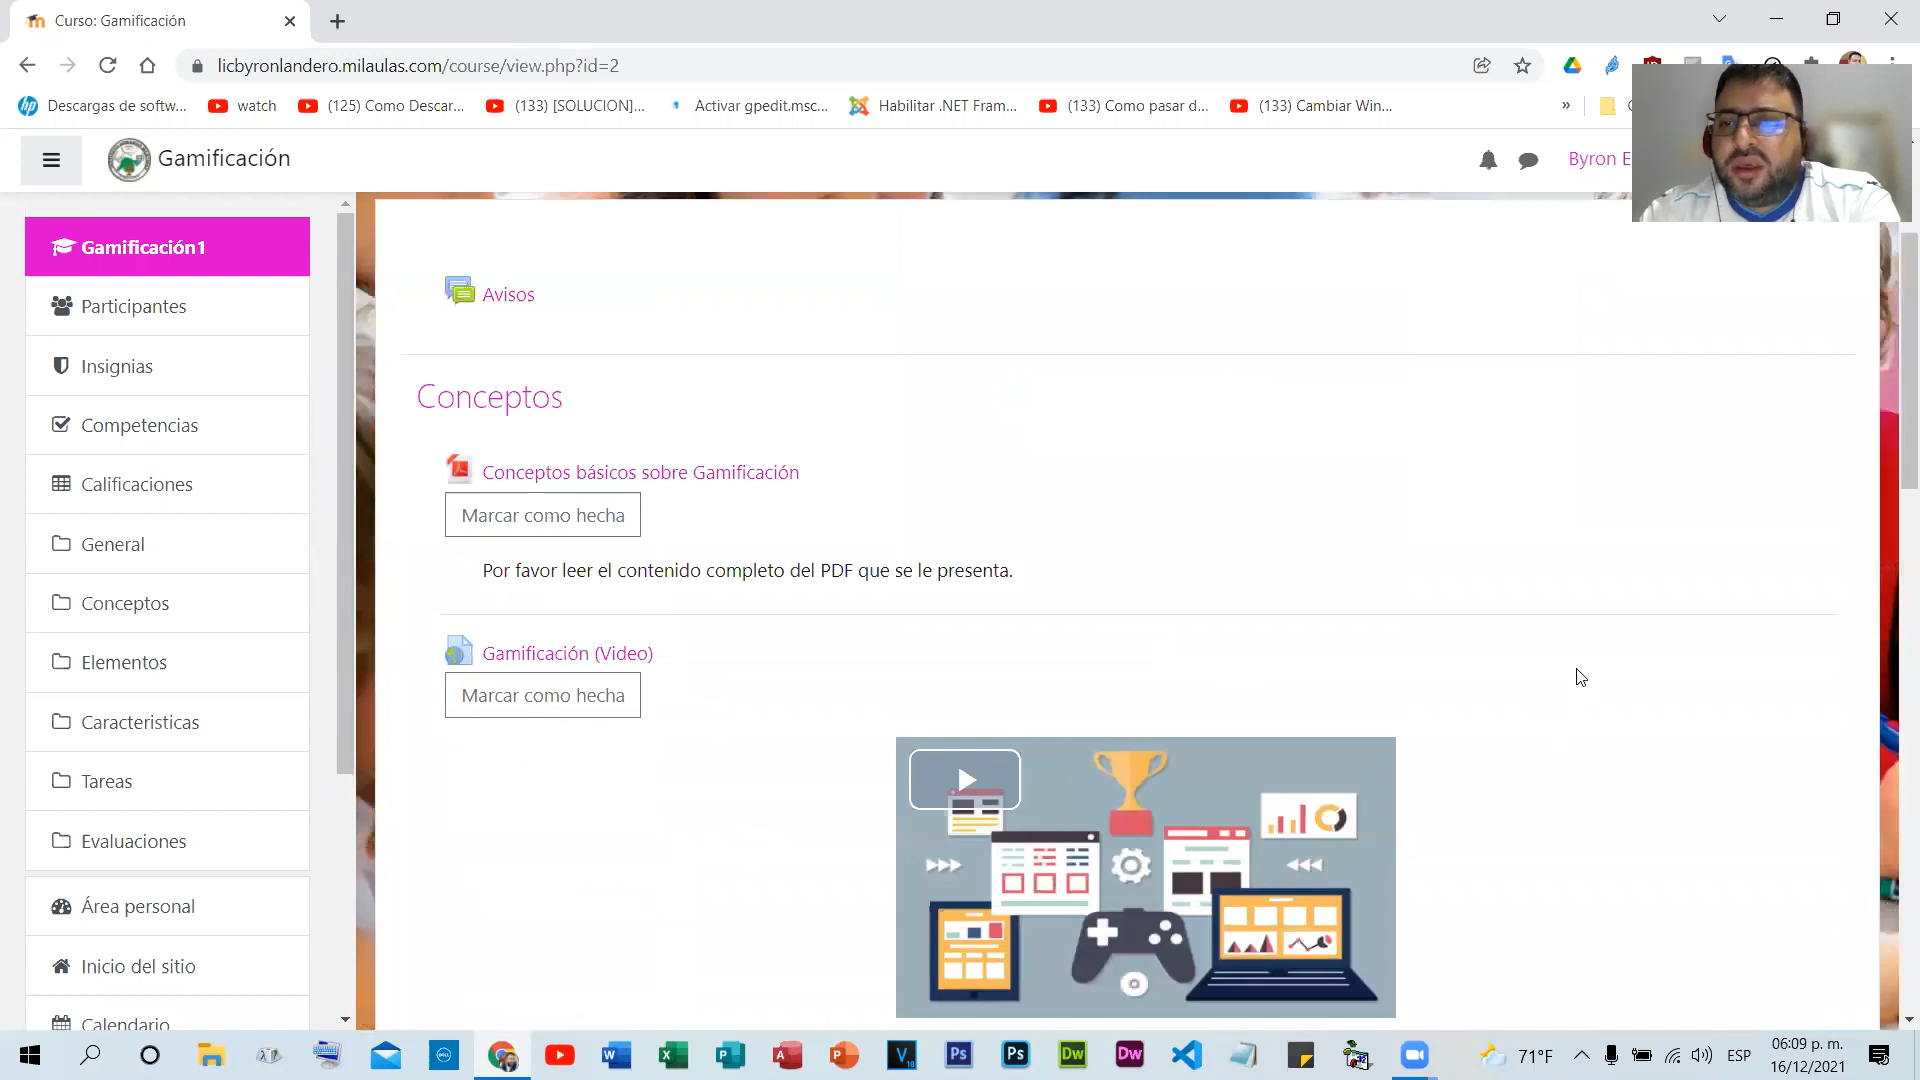 Curso: Gamificación
licbyronlandero.milaulas.com/course/view.php?id=2
Descargas de softw...
watch
(125) Como Descar...
(133) [SOLUCION]...
Activar gpedit.msc...
Habilitar .NET Fram...
(133) Como pasar d...
(133) Cambiar Win...
»
Gamificación
Byron E
Gamificación1
Participantes
Insignias
Competencias
Calificaciones
General
Conceptos
Elementos
Caracteristicas
Tareas
Evaluaciones
Área personal
Inicio del sitio
Calendario
Avisos
Conceptos
Conceptos básicos sobre Gamificación
Marcar como hecha
Por favor leer el contenido completo del PDF que se le presenta.
Gamificación (Video)
Marcar como hecha
71°F
ESP
06:09 p. m.
16/12/2021